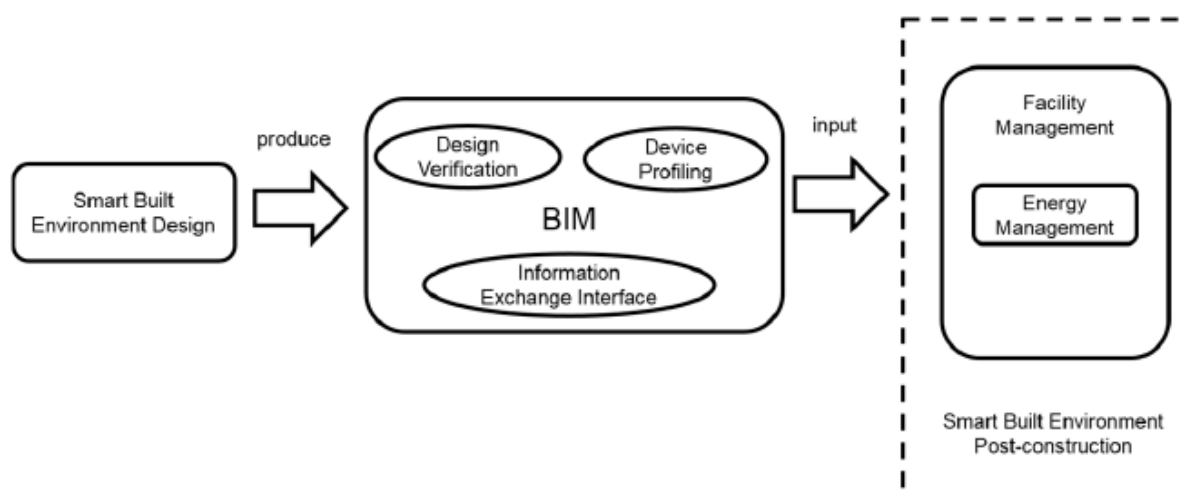 Smart Built
Environment Design
produce
Design
Verification
Device
Profiling
BIM
Information
Exchange Interface
input
Facility
Management
Energy
Management
Smart Built Environment
Post-construction